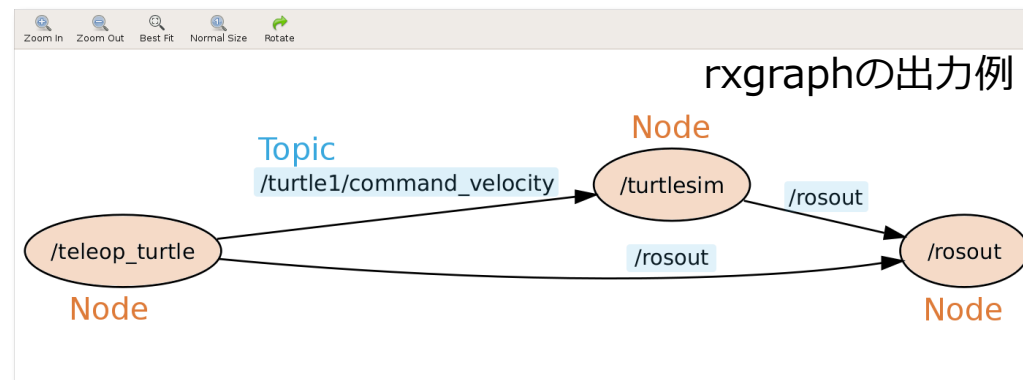 Zoom In Zoom Out Best Fit Normal Size Rotate
rxgraphの出力例
Node
Topic
/turtle1/command_velocity
/turtlesim
/rosout
/teleop_turtle
/rosout
/rosout
Node
Node